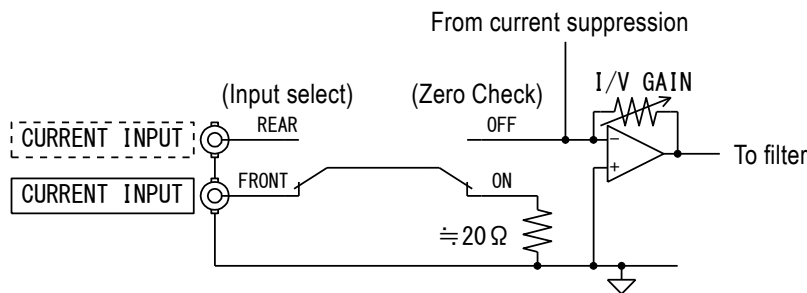 From current suppression
I/V GAIN
(Input select)
(Zero Check)
CURRENT INPUT
REAR
OFF
−
To filter
CURRENT INPUT
FRONT
ON
+
≒20Ω